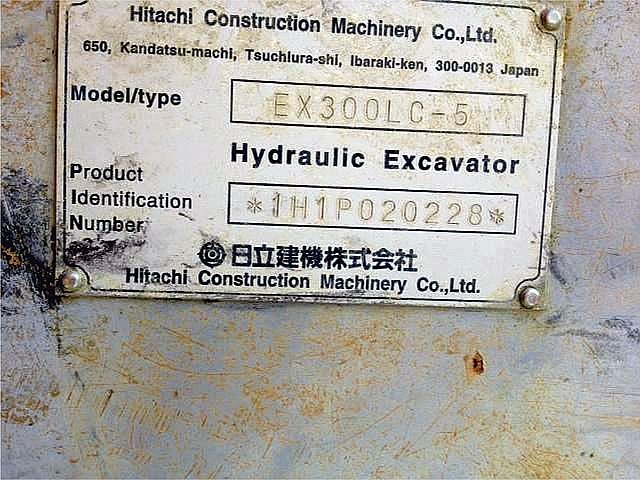 Hitachi Construction Machinery Co.,Ltd.
650, Kandatsu-machi, Tsuchiura-shi, Ibaraki-ken, 300-0013 Japan
Model/type EX300LC-5
Hydraulic Excavator
Product
Identification
Number *1H1P020228*
日立建機株式会社
Hitachi Construction Machinery Co.,Ltd.